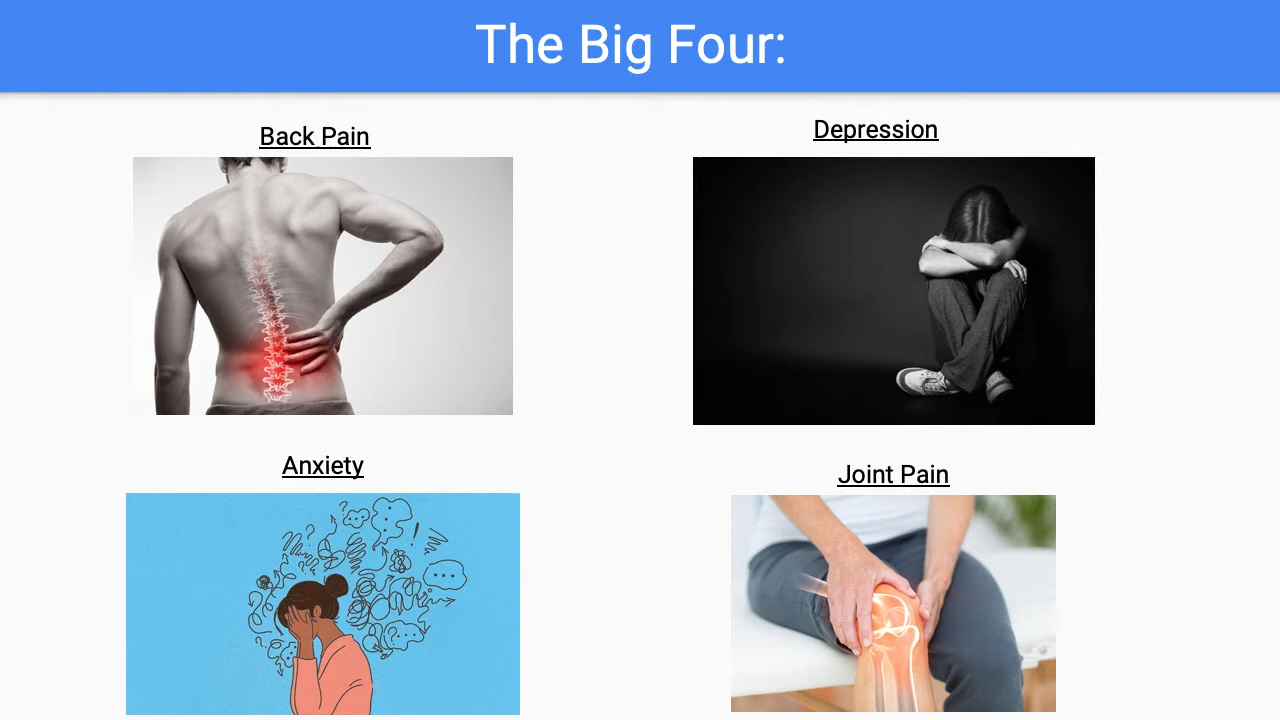 The Big Four:
Back Pain
Depression
Anxiety
Joint Pain